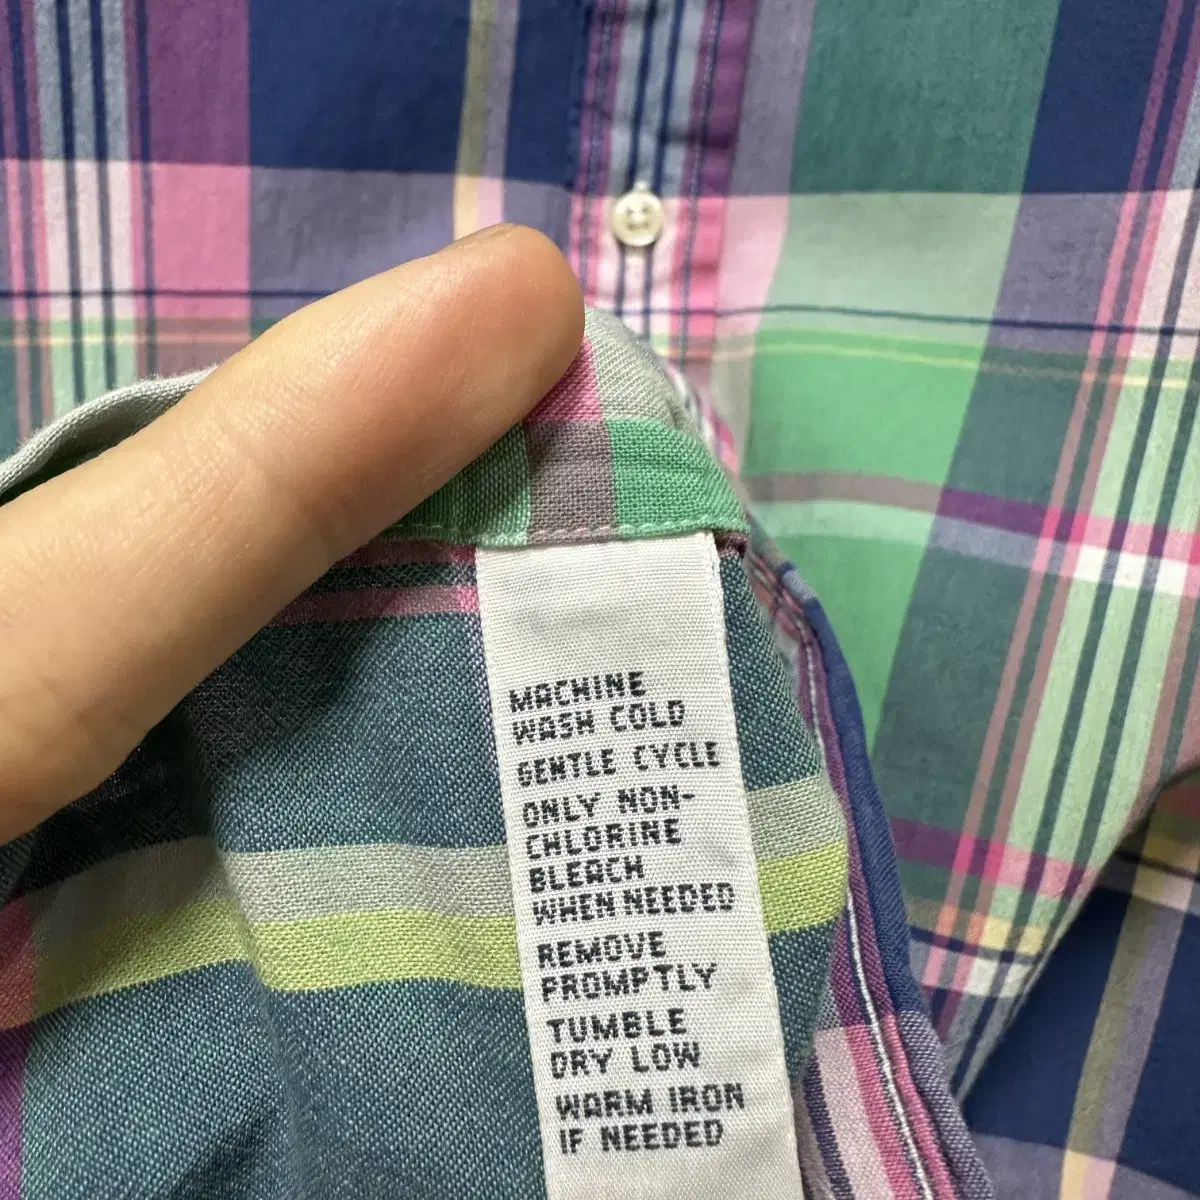 MACHINE
WASH COLD
GENTLE CYCLE
ONLY NON-
CHLORINE
BLEACH
WHEN NEEDED
REMOVE
PROMPTLY
TUMBLE
DRY LOW
WARM IRON
IF NEEDED